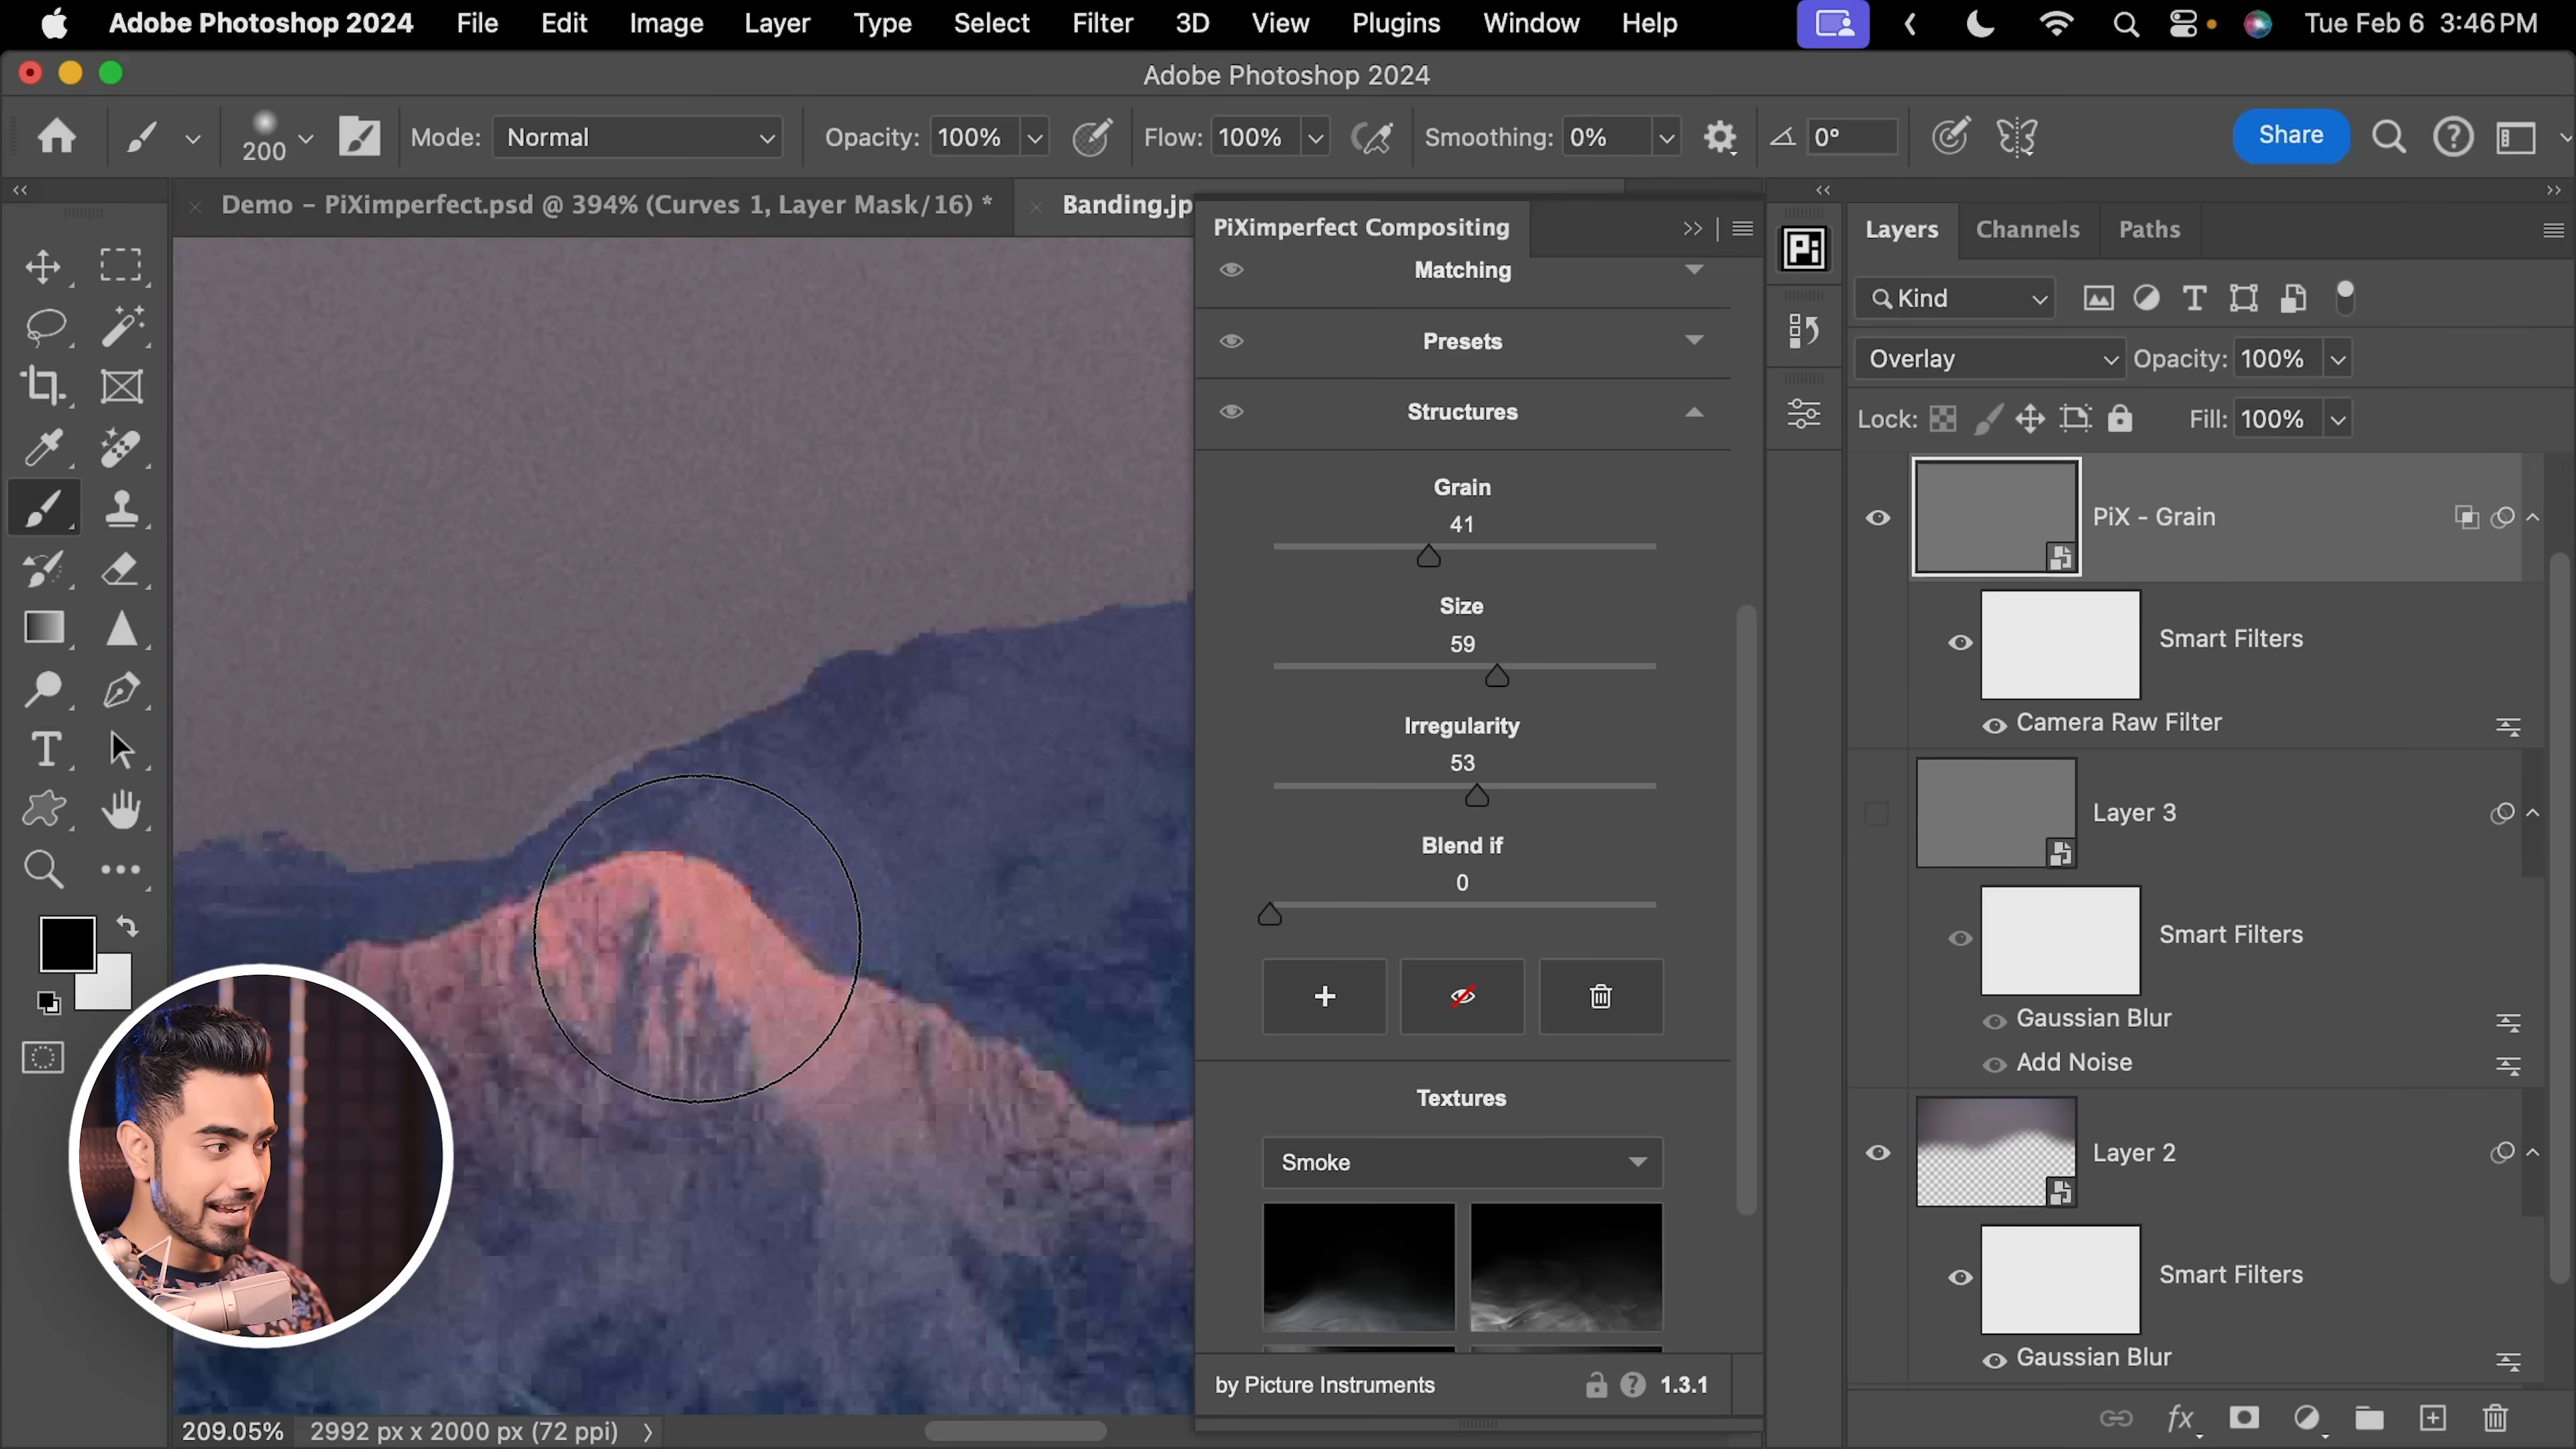 Adobe Photoshop 2024 File Edit Image Layer Type Select Filter 3D View Plugins Window Help Tue Feb 6 3:46 PM
Adobe Photoshop 2024
200 Mode: Normal Opacity: 100% Flow: 100% Smoothing: 0% 0° Share
Demo – PiXimperfect.psd @ 394% (Curves 1, Layer Mask/16) * Banding.jp
PiXimperfect Compositing
Matching
Presets
Structures
Grain
41
Size
59
Irregularity
53
Blend if
0
Textures
Smoke
by Picture Instruments 1.3.1
Pi
Layers Channels Paths
Kind
Overlay Opacity: 100%
Lock: Fill: 100%
PiX - Grain
Smart Filters
Camera Raw Filter
Layer 3
Smart Filters
Gaussian Blur
Add Noise
Layer 2
Smart Filters
Gaussian Blur
209.05% 2992 px x 2000 px (72 ppi)